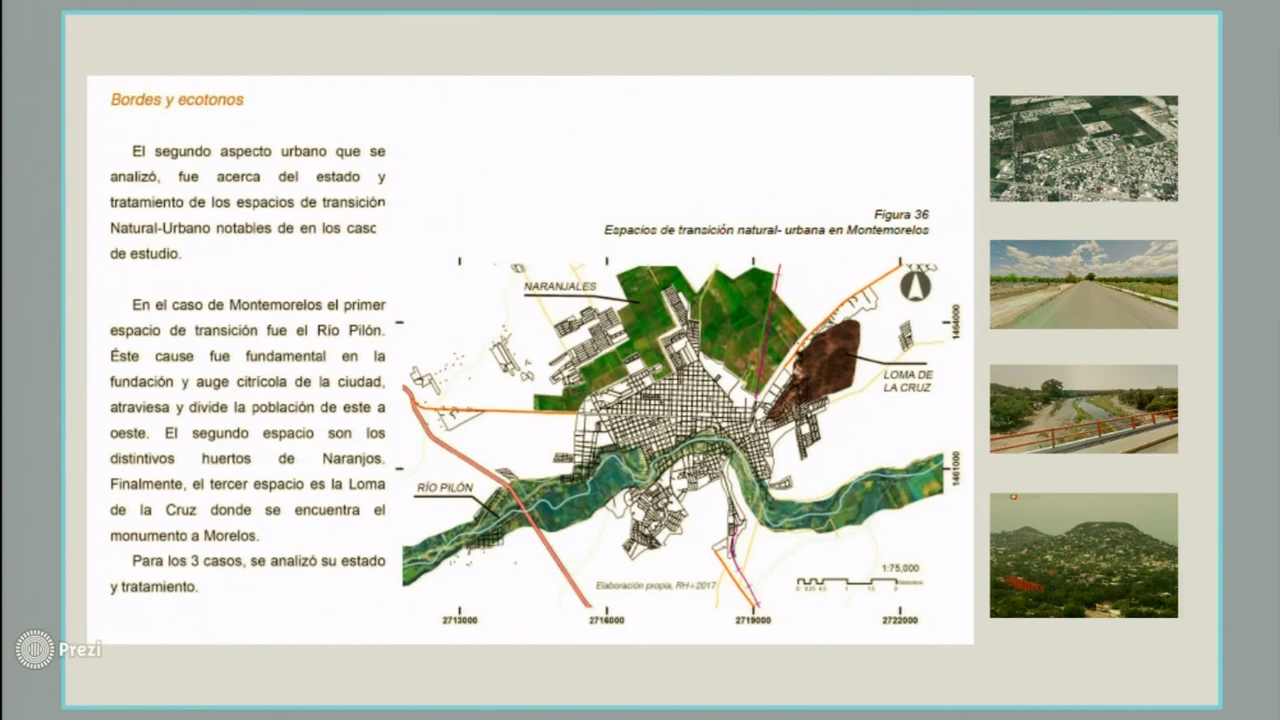 Bordes y ecotonos
El segundo aspecto urbano que se
analizó, fue acerca del estado y
tratamiento de los espacios de transición
Natural-Urbano notables de en los casc
de estudio.
En el caso de Montemorelos el primer
espacio de transición fue el Río Pilón.
Éste cause fue fundamental en la
fundación y auge citrícola de la ciudad,
atraviesa y divide la población de este a
oeste. El segundo espacio son los
distintivos huertos de Naranjos.
Finalmente, el tercer espacio es la Loma
de la Cruz donde se encuentra el
monumento a Morelos.
Para los 3 casos, se analizó su estado
y tratamiento.
Figura 36
Espacios de transición natural- urbana en Montemorelos
NARANJALES
LOMA DE
LA CRUZ
RÍO PILÓN
1464000
1461000
1:75,000
Elaboración propia, RH+2017
2713000
2716000
2719000
2722000
Prezi